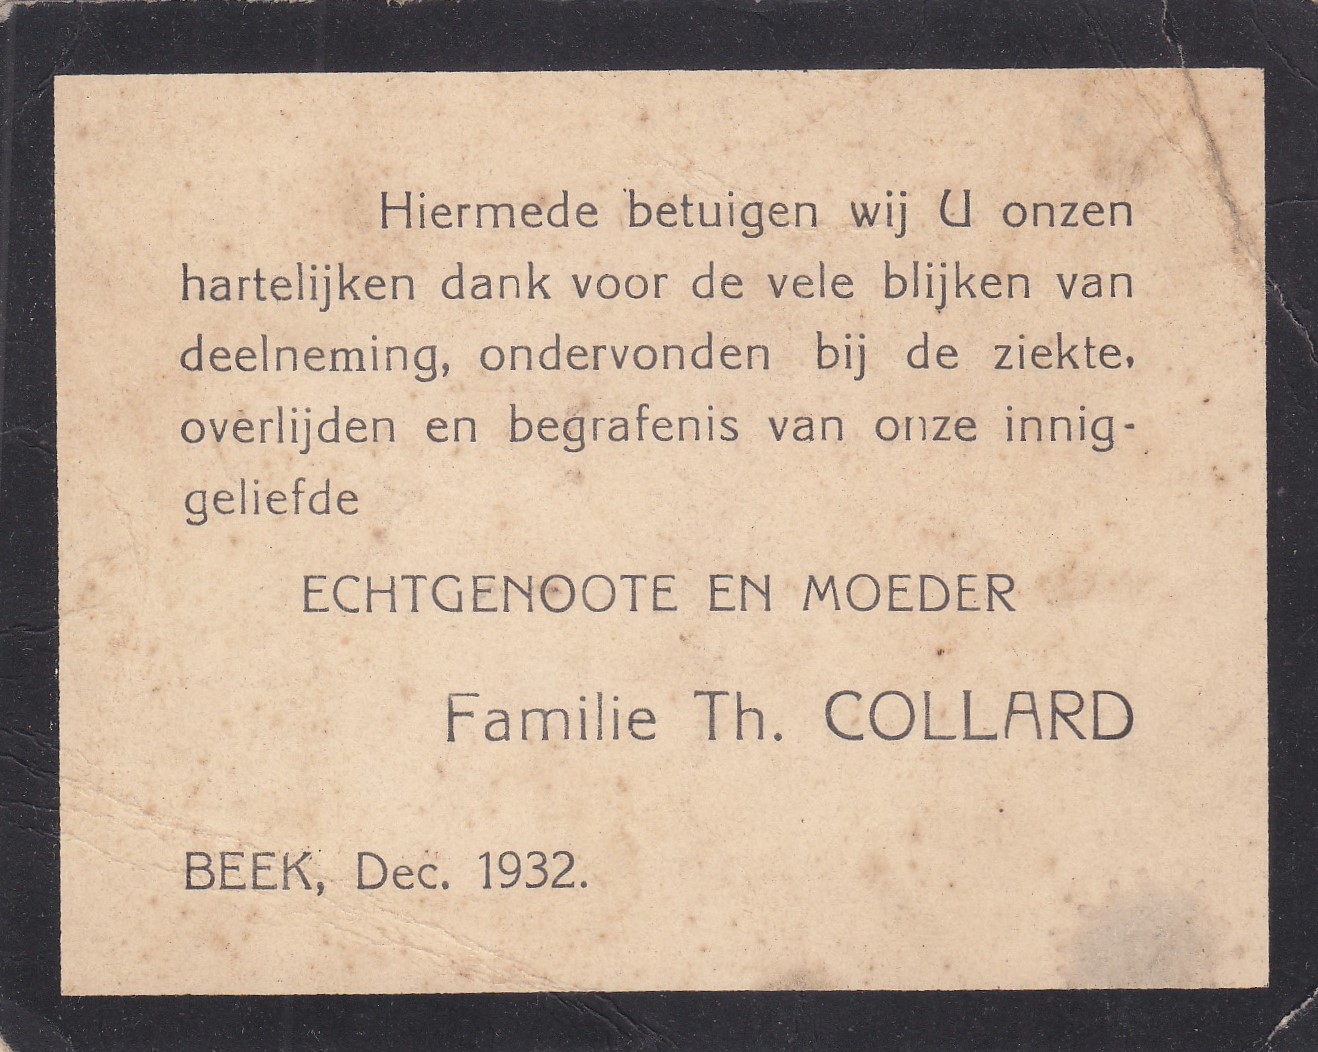 Hiermede betuigen wij U onzen
hartelijken dank voor de vele blijken van
deelneming, ondervonden bij de ziekte,
overlijden en begrafenis van onze innig-
geliefde
ECHTGENOOTE EN MOEDER
Familie Th. COLLARD
BEEK, Dec. 1932.